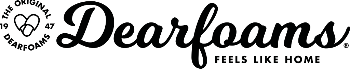 THE ORIGINAL
19 47
DEARFOAMS
Dearfoams®
FEELS LIKE HOME